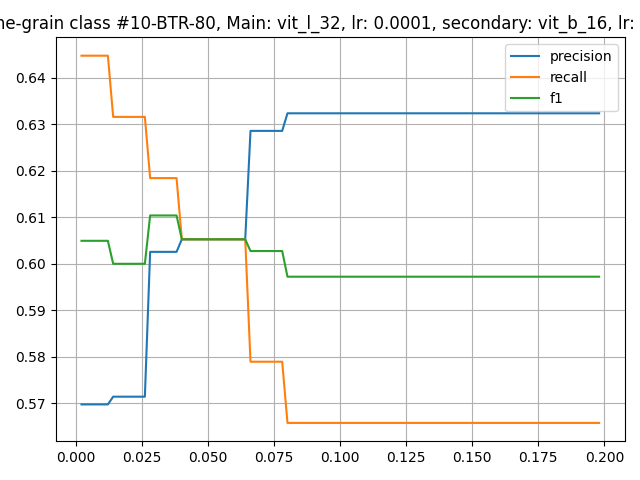 ne-grain class #10-BTR-80, Main: vit_l_32, lr: 0.0001, secondary: vit_b_16, lr:
precision
recall
f1
0.64
0.63
0.62
0.61
0.60
0.59
0.58
0.57
0.000 0.025 0.050 0.075 0.100 0.125 0.150 0.175 0.200